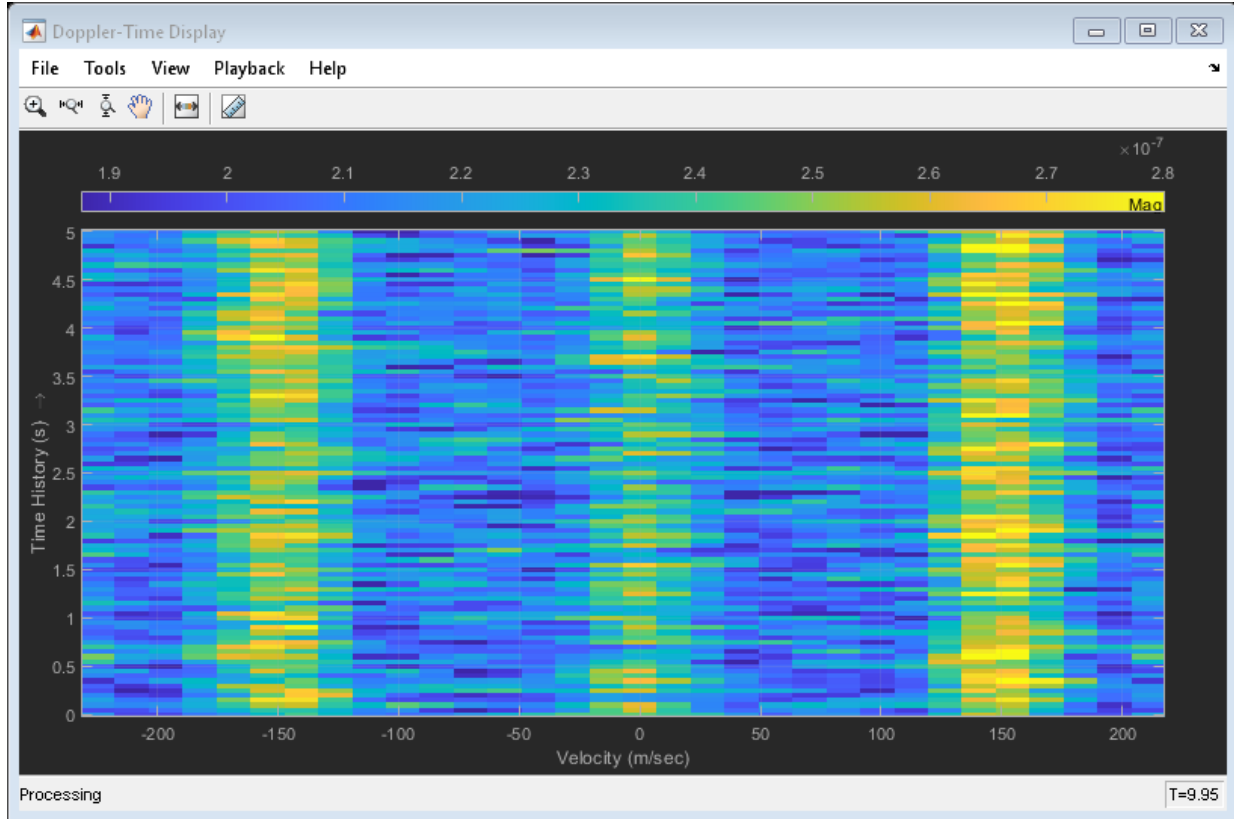 Doppler-Time Display
File Tools View Playback Help
×10-7
1.9 2 2.1 2.2 2.3 2.4 2.5 2.6 2.7 2.8
Mag
5
4.5
4
3.5
3
2.5
2
1.5
1
0.5
0
Time History (s) →
-200 -150 -100 -50 0 50 100 150 200
Velocity (m/sec)
Processing T=9.95